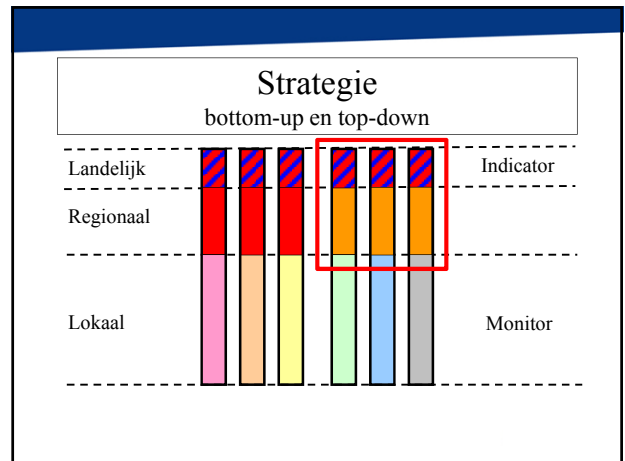 Strategie
bottom-up en top-down
Landelijk
Indicator
Regionaal
Lokaal
Monitor